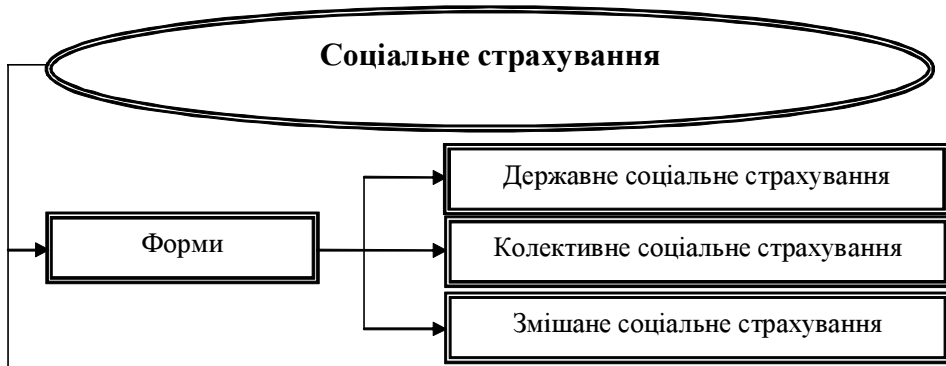 Соціальне страхування
Державне соціальне страхування
Форми
Колективне соціальне страхування
Змішане соціальне страхування